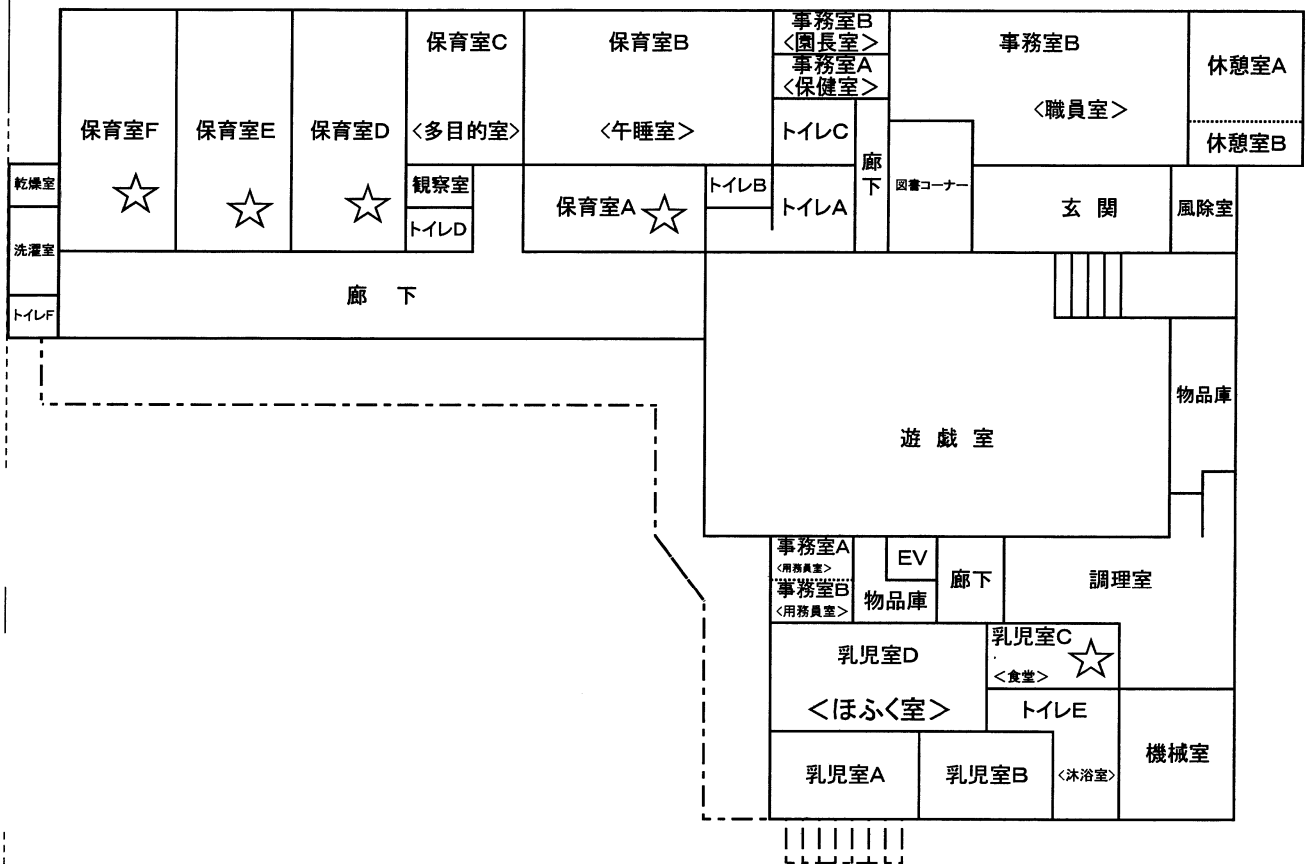 保育室F
保育室E
保育室D
保育室C
<多目的室>
保育室B
<午睡室>
事務室B
<園長室>
事務室A
<保健室>
事務室B
<職員室>
休憩室A
休憩室B
トイレC
廊下
図書コーナー
乾燥室
洗濯室
トイレF
観察室
トイレD
保育室A
トイレB
トイレA
玄関
風除室
廊下
遊戯室
物品庫
事務室A
<用務員室>
事務室B
<用務員室>
EV
物品庫
廊下
調理室
乳児室D
<ほふく室>
乳児室C
<食堂>
トイレE
<沐浴室>
機械室
乳児室A
乳児室B